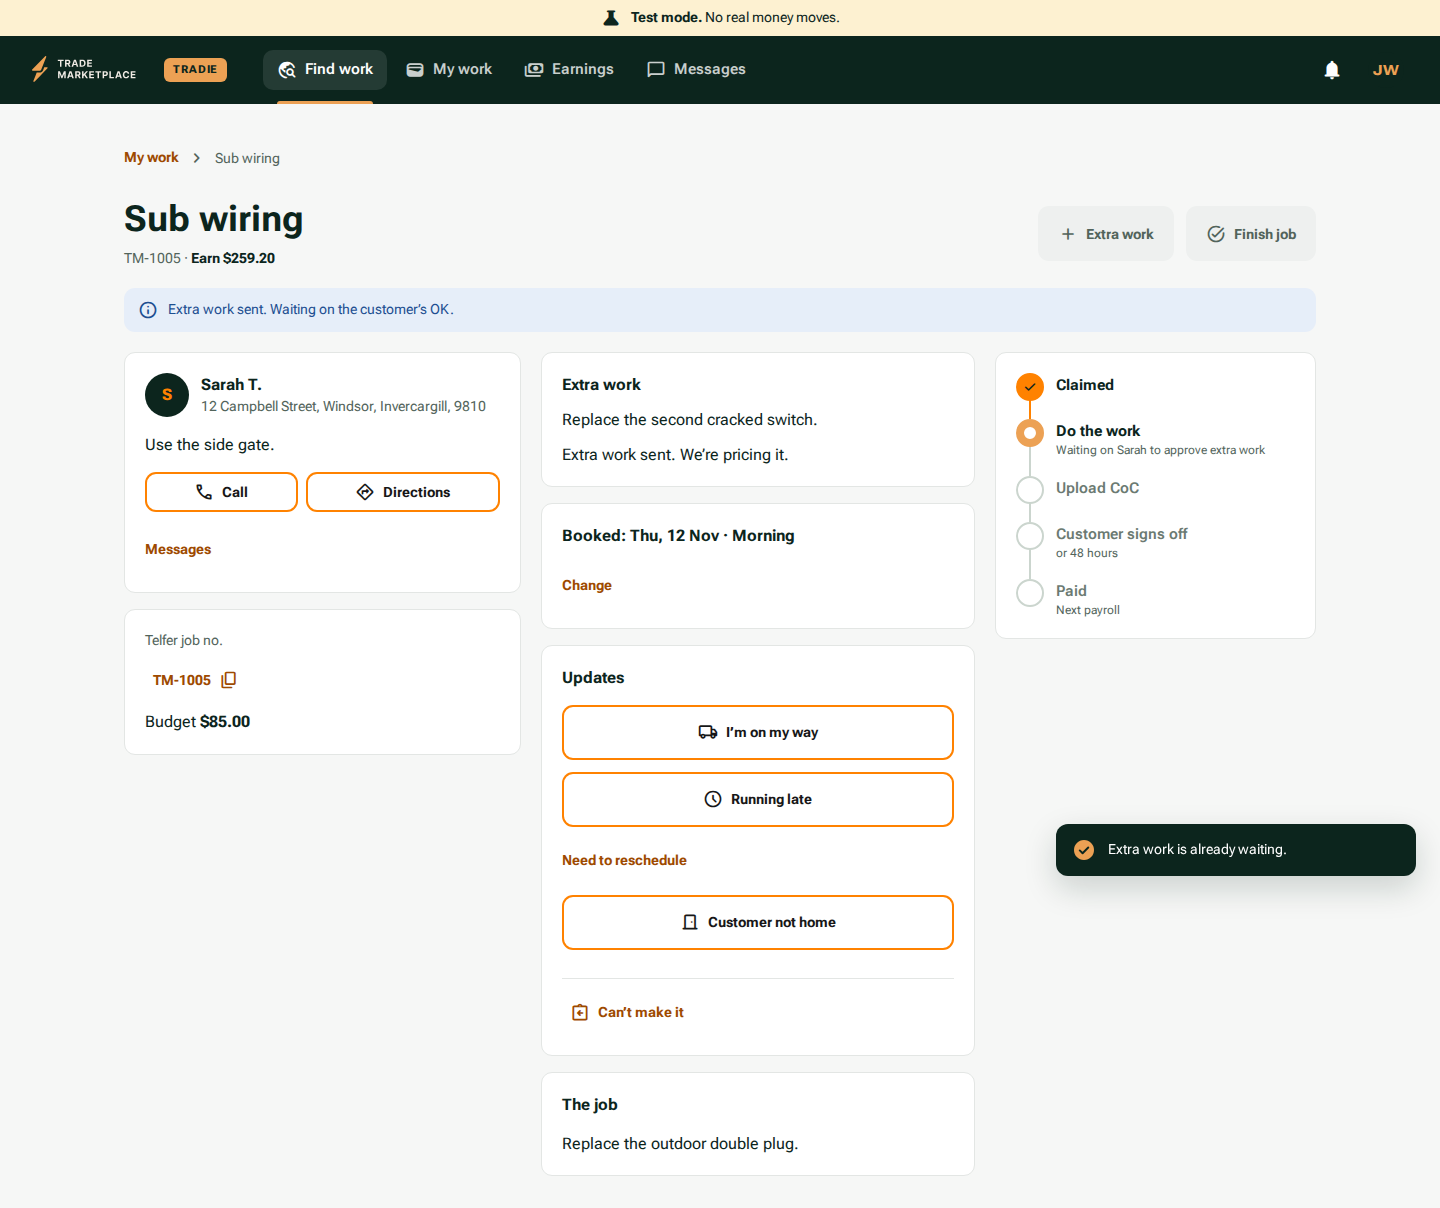 Test mode. No real money moves.
TRADE
MARKETPLACE
TRADIE
Find work
My work
Earnings
Messages
JW
My work
Sub wiring
Sub wiring
TM-1005 · Earn $259.20
Extra work
Finish job
Extra work sent. Waiting on the customer’s OK.
S
Sarah T.
12 Campbell Street, Windsor, Invercargill, 9810
Use the side gate.
Call
Directions
Messages
Telfer job no.
TM-1005
Budget $85.00
Extra work
Replace the second cracked switch.
Extra work sent. We’re pricing it.
Booked: Thu, 12 Nov · Morning
Change
Updates
I’m on my way
Running late
Need to reschedule
Customer not home
Can’t make it
The job
Replace the outdoor double plug.
Claimed
Do the work
Waiting on Sarah to approve extra work
Upload CoC
Customer signs off
or 48 hours
Paid
Next payroll
Extra work is already waiting.